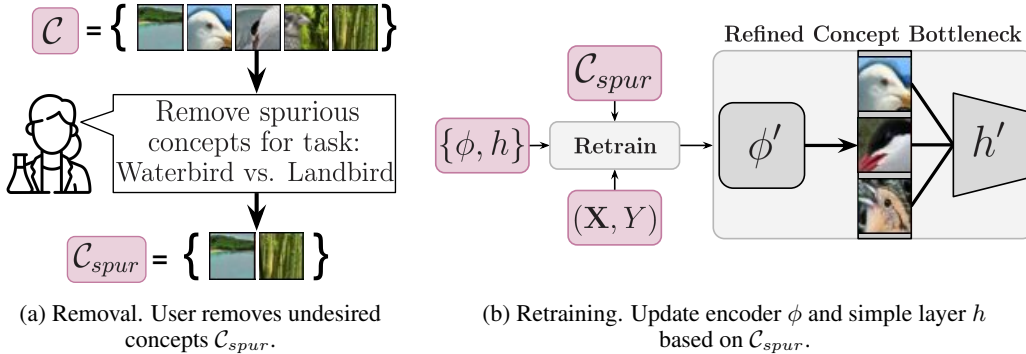 𝒞 = { }
Remove spurious
concepts for task:
Waterbird vs. Landbird
𝒞_spur = { }
(a) Removal. User removes undesired
concepts 𝒞_spur.
Refined Concept Bottleneck
𝒞_spur
{ϕ, h}
Retrain
ϕ′
h′
(X, Y)
(b) Retraining. Update encoder ϕ and simple layer h
based on 𝒞_spur.